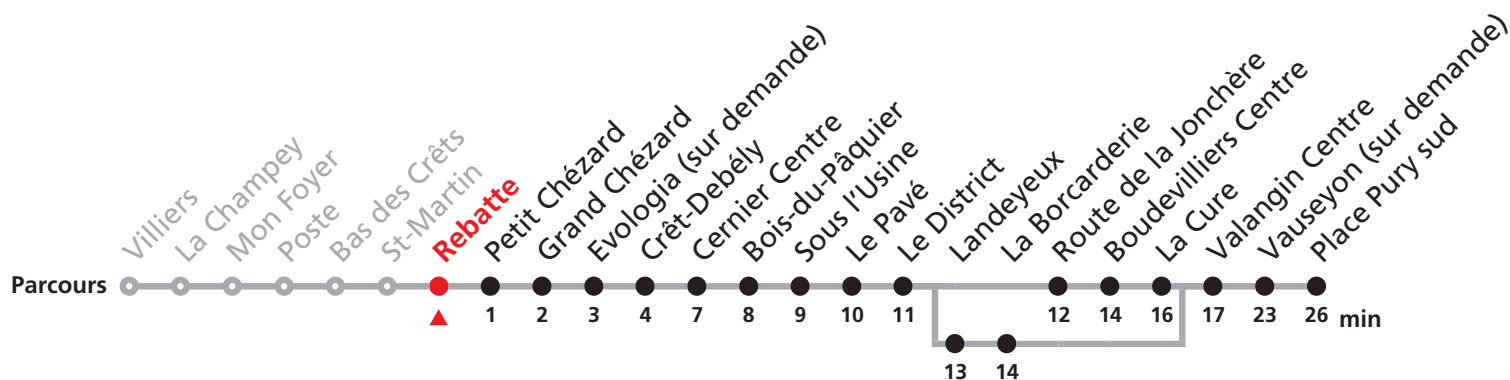 Villiers
La Champey
Mon Foyer
Poste
Bas des Crêts
St-Martin
Rebatte
Petit Chézard
Grand Chézard
Evologia (sur demande)
Crêt-Debély
Cernier Centre
Bois-du-Pâquier
Sous l'Usine
Le Pavé
Le District
Landeyeux
La Borcarderie
Route de la Jonchère
Boudevilliers Centre
La Cure
Valangin Centre
Vauseyon (sur demande)
Place Pury sud
Parcours
1 2 3 4 7 8 9 10 11 12 14 16 17 23 26 min
13 14